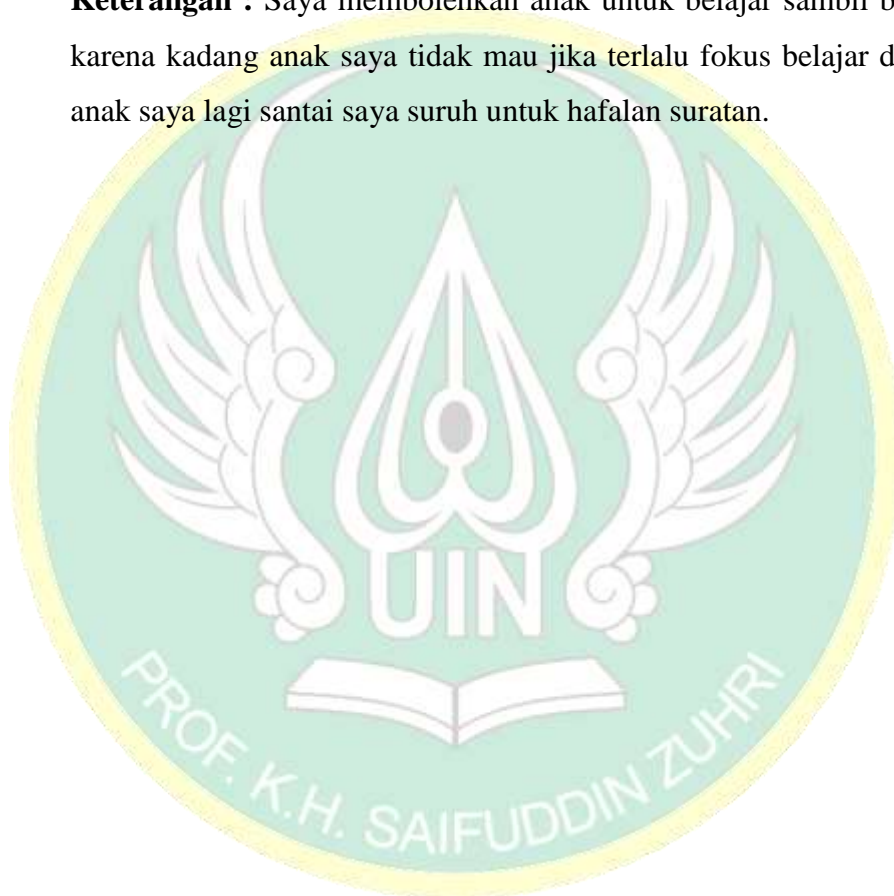 Keterangan : Saya membolehkan anak untuk belajar sambil
karena kadang anak saya tidak mau jika terlalu fokus belajar
anak saya lagi santai saya suruh untuk hafalan suratan.
UIN
PROF. K.H. SAIFUDDIN ZUHRI